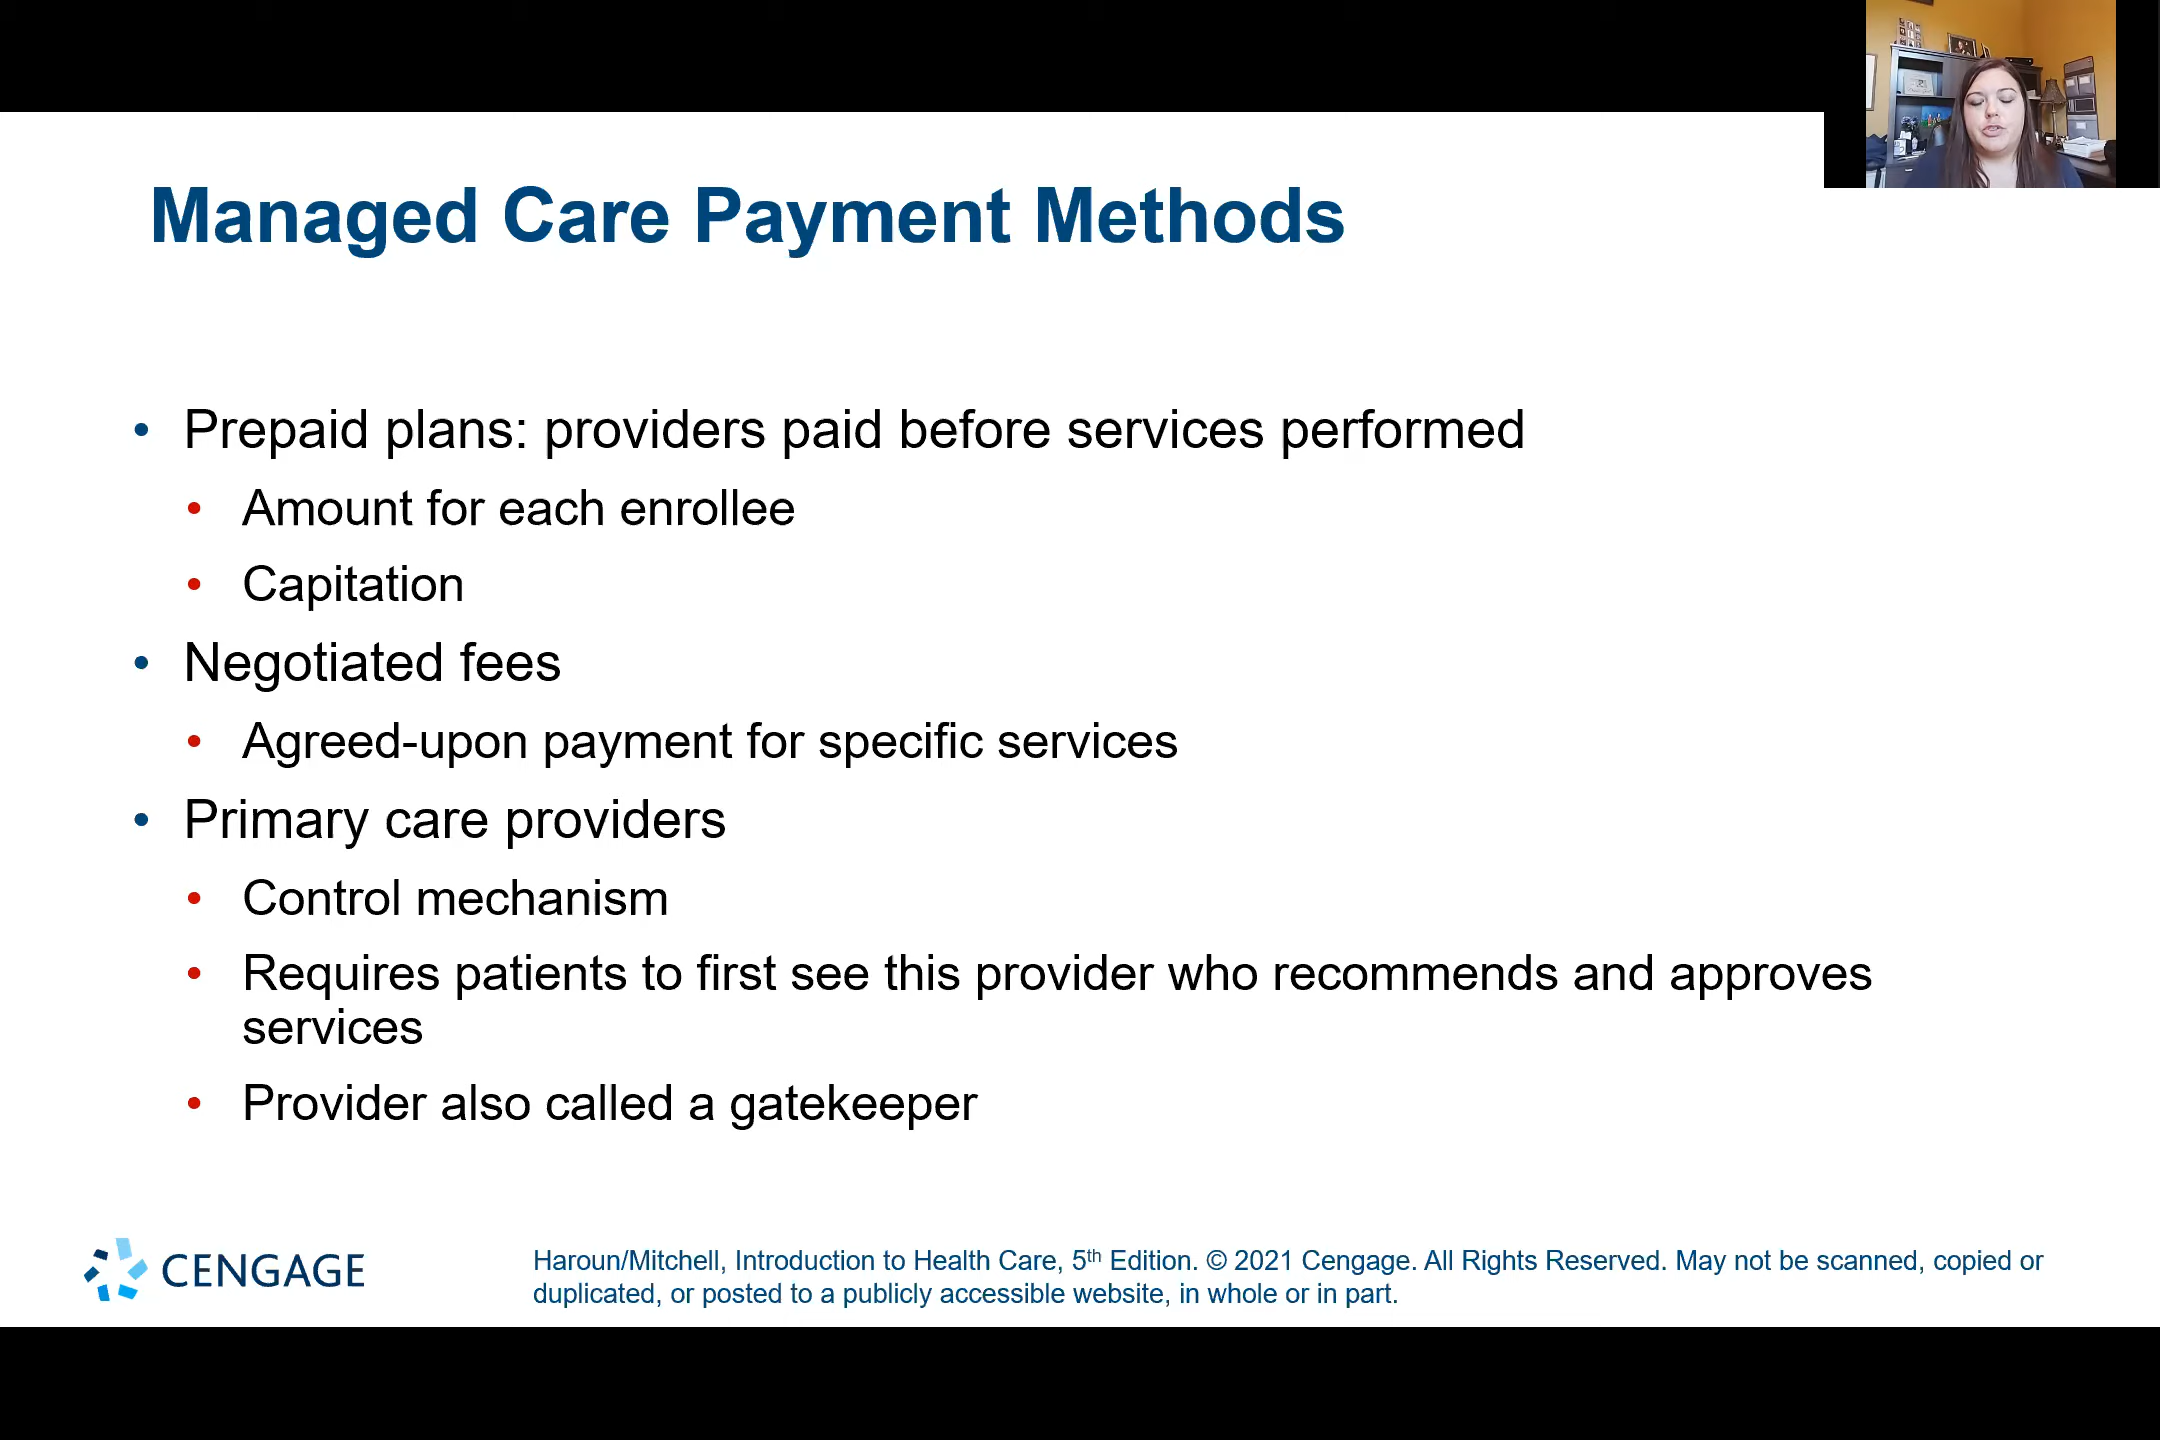 Managed Care Payment Methods
• Prepaid plans: providers paid before services performed
• Amount for each enrollee
• Capitation
• Negotiated fees
• Agreed-upon payment for specific services
• Primary care providers
• Control mechanism
• Requires patients to first see this provider who recommends and approves
services
• Provider also called a gatekeeper
CENGAGE
Haroun/Mitchell, Introduction to Health Care, 5th Edition. © 2021 Cengage. All Rights Reserved. May not be scanned, copied or
duplicated, or posted to a publicly accessible website, in whole or in part.